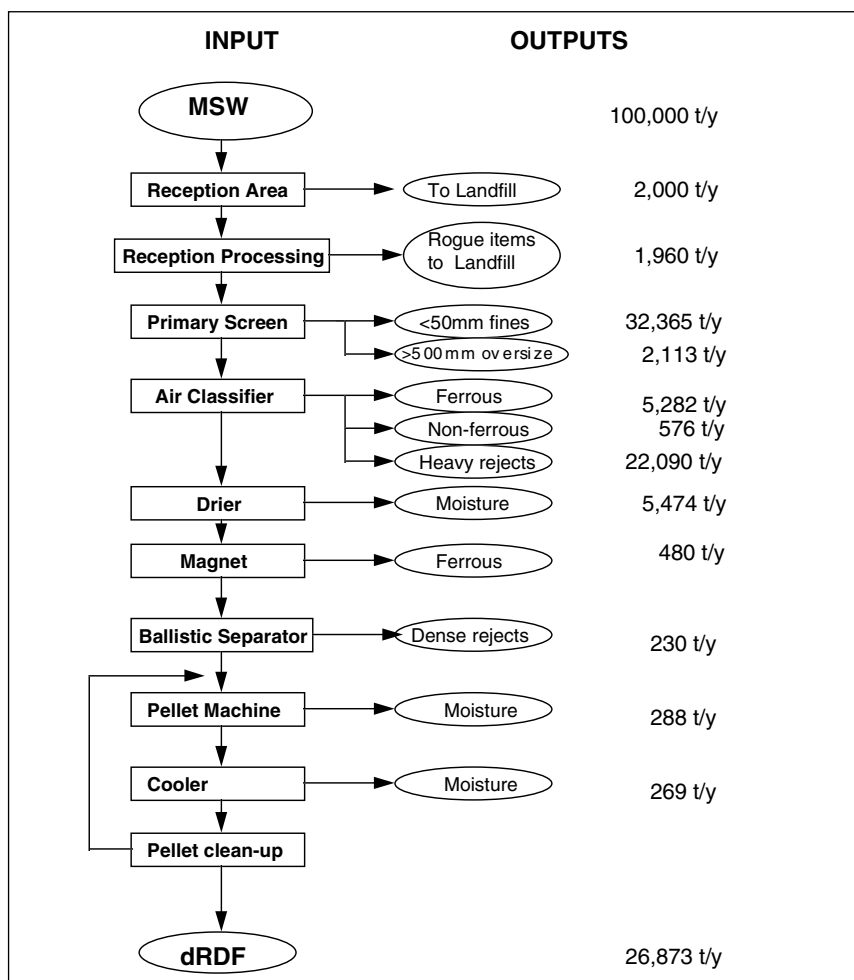 INPUT OUTPUTS
MSW 100,000 t/y
Reception Area To Landfill 2,000 t/y
Reception Processing Rogue items to Landfill 1,960 t/y
Primary Screen <50mm fines 32,365 t/y
>500mm oversize 2,113 t/y
Air Classifier Ferrous 5,282 t/y
Non-ferrous 576 t/y
Heavy rejects 22,090 t/y
Drier Moisture 5,474 t/y
Magnet Ferrous 480 t/y
Ballistic Separator Dense rejects 230 t/y
Pellet Machine Moisture 288 t/y
Cooler Moisture 269 t/y
Pellet clean-up
dRDF 26,873 t/y